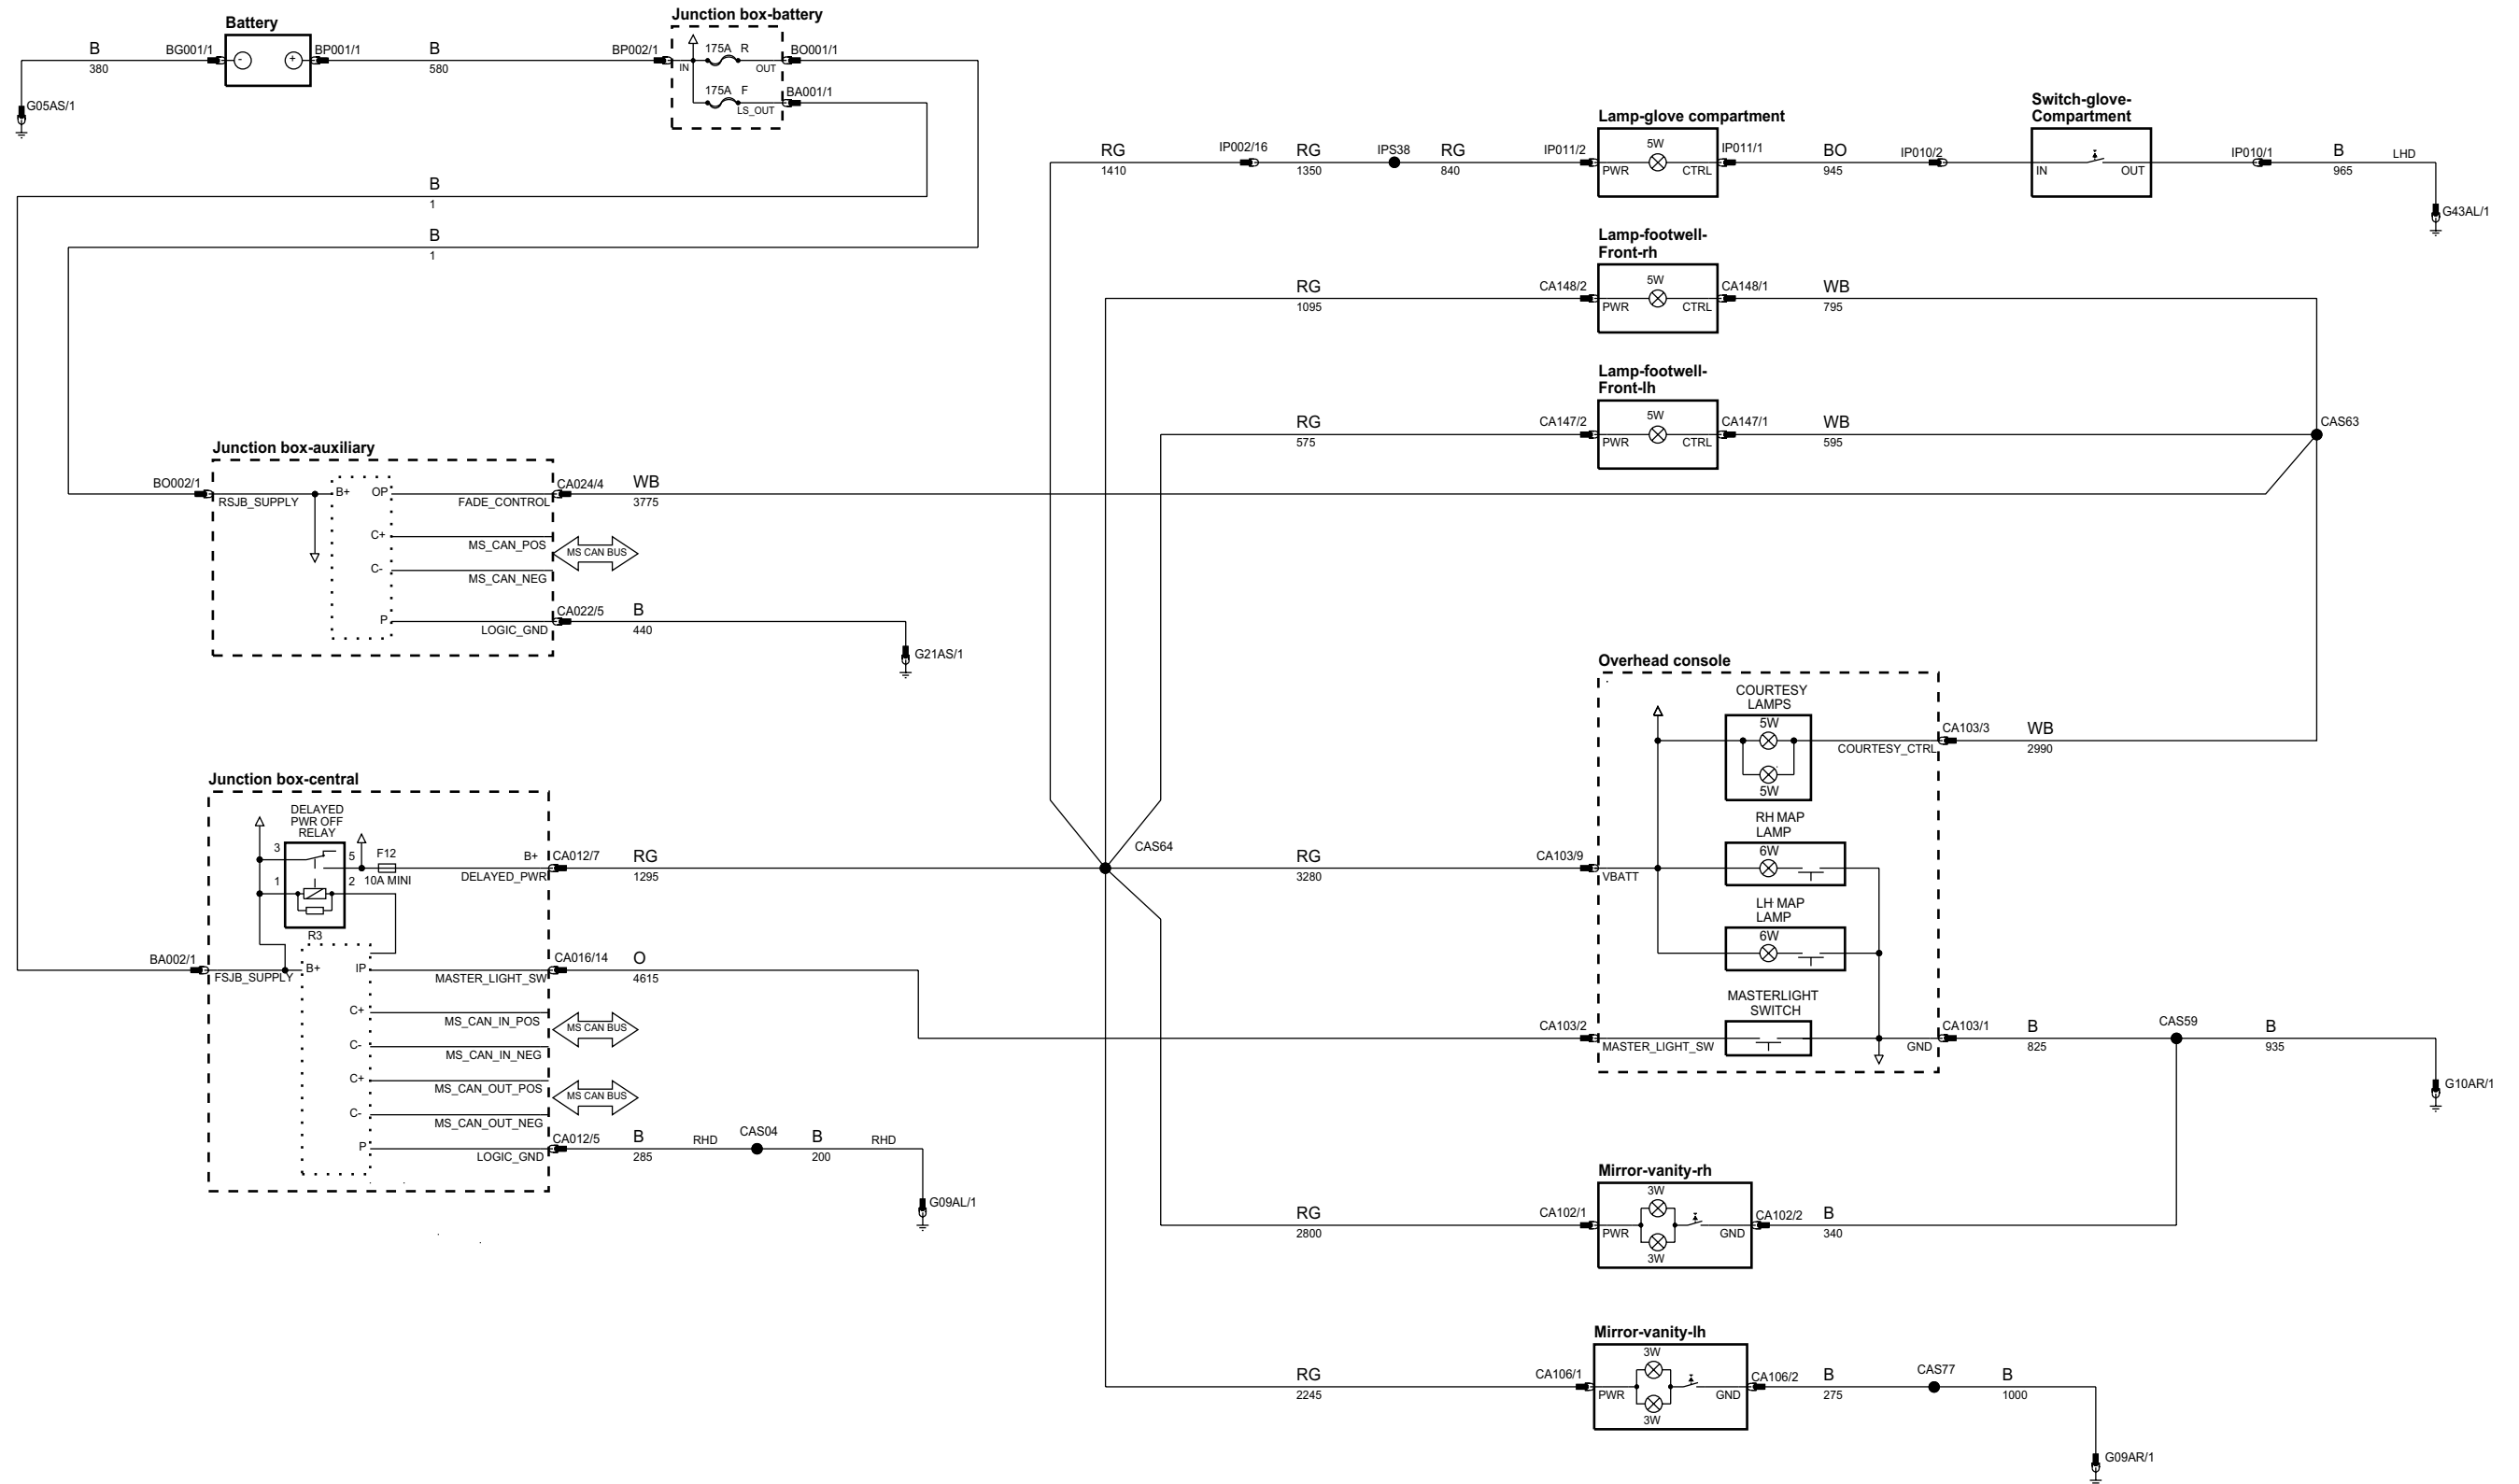 Battery
Junction box-battery
B
380
BG001/1
-
+
BP001/1
B
580
BP002/1
175A R
IN
OUT
BO001/1
175A F
LS_OUT
BA001/1
G05AS/1
B
1
B
1
Lamp-glove compartment
Switch-glove-
Compartment
RG
1410
IP002/16
RG
1350
IPS38
RG
840
IP011/2
5W
PWR
CTRL
IP011/1
BO
945
IP010/2
IN
OUT
IP010/1
B
965
LHD
G43AL/1
Lamp-footwell-
Front-rh
RG
1095
CA148/2
5W
PWR
CTRL
CA148/1
WB
795
Lamp-footwell-
Front-lh
RG
575
CA147/2
5W
PWR
CTRL
CA147/1
WB
595
CAS63
Junction box-auxiliary
BO002/1
RSJB_SUPPLY
B+
OP
FADE_CONTROL
CA024/4
WB
3775
C+
MS_CAN_POS
MS CAN BUS
C-
MS_CAN_NEG
P
LOGIC_GND
CA022/5
B
440
G21AS/1
Overhead console
COURTESY
LAMPS
5W
5W
COURTESY_CTRL
CA103/3
WB
2990
RH MAP
LAMP
6W
CA103/9
VBATT
LH MAP
LAMP
6W
MASTERLIGHT
SWITCH
CA103/2
MASTER_LIGHT_SW
GND
CA103/1
B
825
CAS59
B
935
G10AR/1
Junction box-central
DELAYED
PWR OFF
RELAY
3
5
F12
10A MINI
1
2
R3
B+
DELAYED_PWR
CA012/7
RG
1295
CAS64
RG
3280
BA002/1
FSJB_SUPPLY
B+
IP
MASTER_LIGHT_SW
CA016/14
O
4615
C+
MS_CAN_IN_POS
MS CAN BUS
C-
MS_CAN_IN_NEG
C+
MS_CAN_OUT_POS
MS CAN BUS
C-
MS_CAN_OUT_NEG
P
LOGIC_GND
CA012/5
B
285
RHD
CAS04
B
200
RHD
G09AL/1
Mirror-vanity-rh
RG
2800
CA102/1
3W
3W
PWR
GND
CA102/2
B
340
Mirror-vanity-lh
RG
2245
CA106/1
3W
3W
PWR
GND
CA106/2
B
275
CAS77
B
1000
G09AR/1